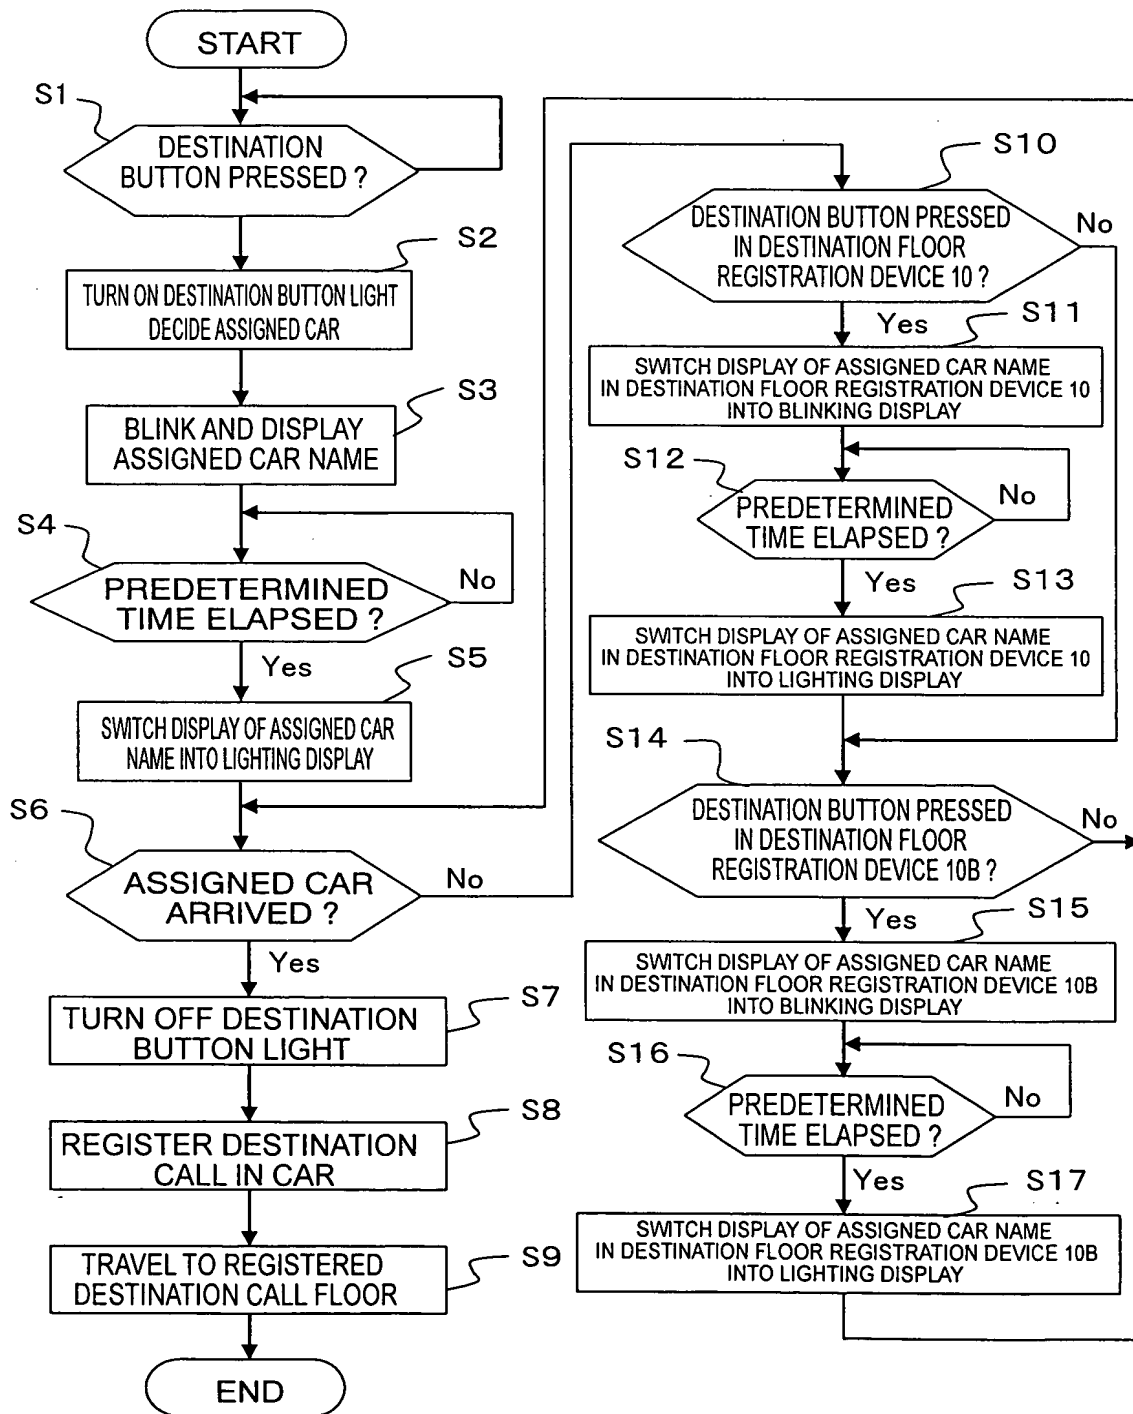 START
S1
DESTINATION
BUTTON PRESSED ?
S2
TURN ON DESTINATION BUTTON LIGHT
DECIDE ASSIGNED CAR
S3
BLINK AND DISPLAY
ASSIGNED CAR NAME
S4
PREDETERMINED
TIME ELAPSED ?
No
Yes
S5
SWITCH DISPLAY OF ASSIGNED CAR
NAME INTO LIGHTING DISPLAY
S6
ASSIGNED CAR
ARRIVED ?
No
Yes
S7
TURN OFF DESTINATION
BUTTON LIGHT
S8
REGISTER DESTINATION
CALL IN CAR
S9
TRAVEL TO REGISTERED
DESTINATION CALL FLOOR
END
S10
DESTINATION BUTTON PRESSED
IN DESTINATION FLOOR
REGISTRATION DEVICE 10 ?
No
Yes
S11
SWITCH DISPLAY OF ASSIGNED CAR NAME
IN DESTINATION FLOOR REGISTRATION DEVICE 10
INTO BLINKING DISPLAY
S12
PREDETERMINED
TIME ELAPSED ?
No
Yes
S13
SWITCH DISPLAY OF ASSIGNED CAR NAME
IN DESTINATION FLOOR REGISTRATION DEVICE 10
INTO LIGHTING DISPLAY
S14
DESTINATION BUTTON PRESSED
IN DESTINATION FLOOR
REGISTRATION DEVICE 10B ?
No
Yes
S15
SWITCH DISPLAY OF ASSIGNED CAR NAME
IN DESTINATION FLOOR REGISTRATION DEVICE 10B
INTO BLINKING DISPLAY
S16
PREDETERMINED
TIME ELAPSED ?
No
Yes
S17
SWITCH DISPLAY OF ASSIGNED CAR NAME
IN DESTINATION FLOOR REGISTRATION DEVICE 10B
INTO LIGHTING DISPLAY